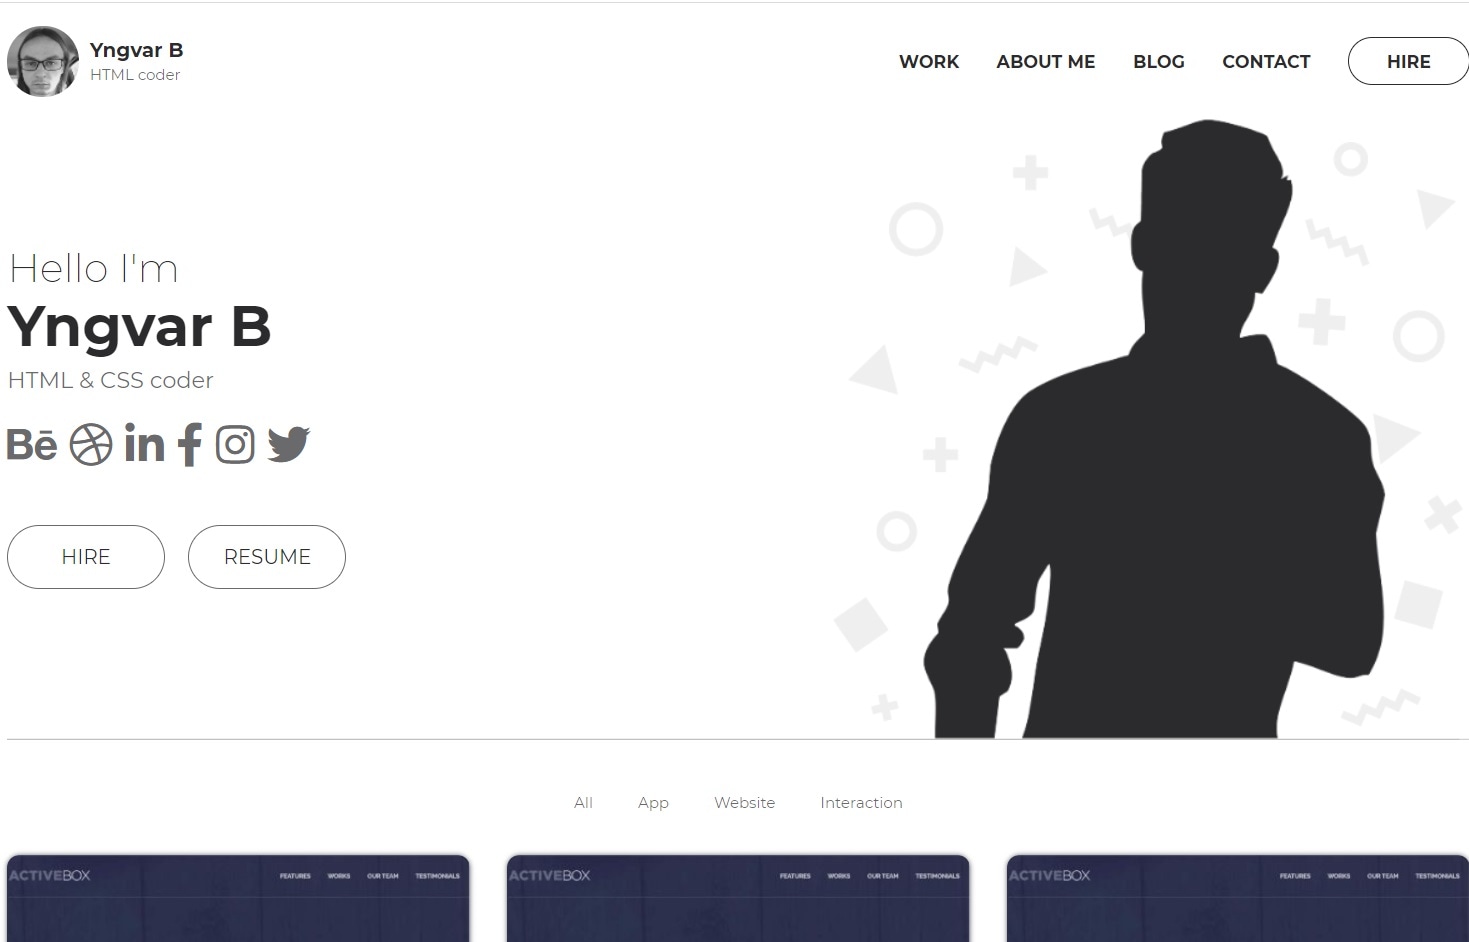 Yngvar B
HTML coder
WORK ABOUT ME BLOG CONTACT HIRE
Hello I'm
Yngvar B
HTML & CSS coder
Bē in f
HIRE RESUME
All App Website Interaction
ACTIVEBOX FEATURES WORKS OUR TEAM TESTIMONIALS
ACTIVEBOX FEATURES WORKS OUR TEAM TESTIMONIALS
ACTIVEBOX FEATURES WORKS OUR TEAM TESTIMONIALS